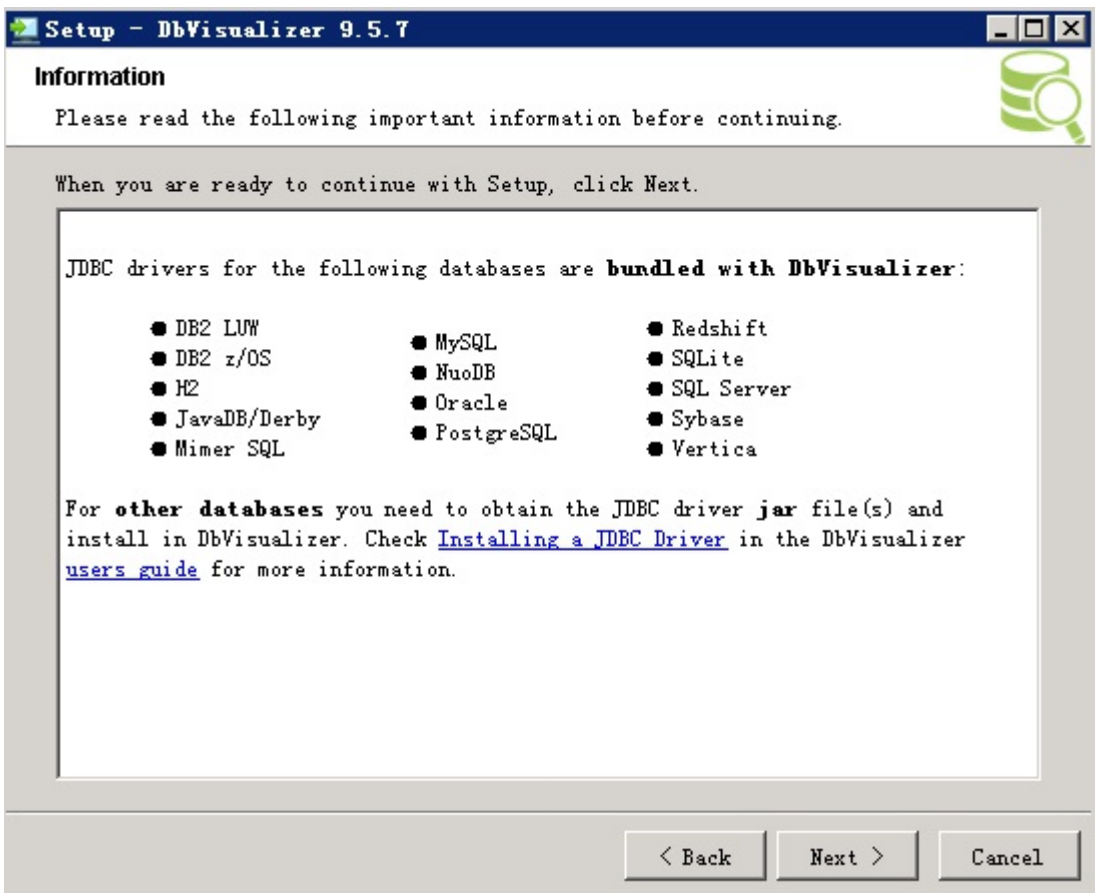 Setup - DbVisualizer 9.5.7
Information
Please read the following important information before continuing.
When you are ready to continue with Setup, click Next.
JDBC drivers for the following databases are bundled with DbVisualizer:
DB2 LUW
DB2 z/OS
H2
JavaDB/Derby
Mimer SQL
MySQL
NuoDB
Oracle
PostgreSQL
Redshift
SQLite
SQL Server
Sybase
Vertica
For other databases you need to obtain the JDBC driver jar file(s) and
install in DbVisualizer. Check Installing a JDBC Driver in the DbVisualizer
users guide for more information.
< Back
Next >
Cancel